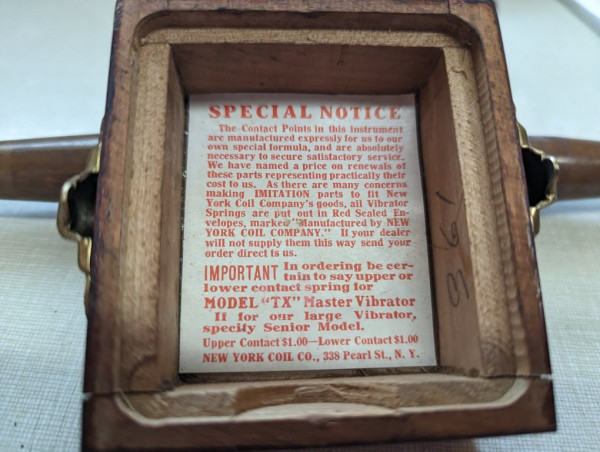 SPECIAL NOTICE
The Contact Points in this instrument
are manufactured expressly for us to our
own special formula, and are absolutely
necessary to secure satisfactory service.
We have named a price on renewals of
these parts representing practically their
cost to us. As there are many concerns
making IMITATION parts to fit New
York Coil Company's goods, all Vibrator
Springs are put out in Red Sealed En-
velopes, marked "Manufactured by NEW
YORK COIL COMPANY." If your dealer
will not supply them this way send your
order direct to us.
IMPORTANT In ordering be cer-
tain to say upper or
lower contact spring for
MODEL "TX" Master Vibrator
If for our large Vibrator,
specify Senior Model.
Upper Contact $1.00—Lower Contact $1.00
NEW YORK COIL CO., 338 Pearl St., N. Y.